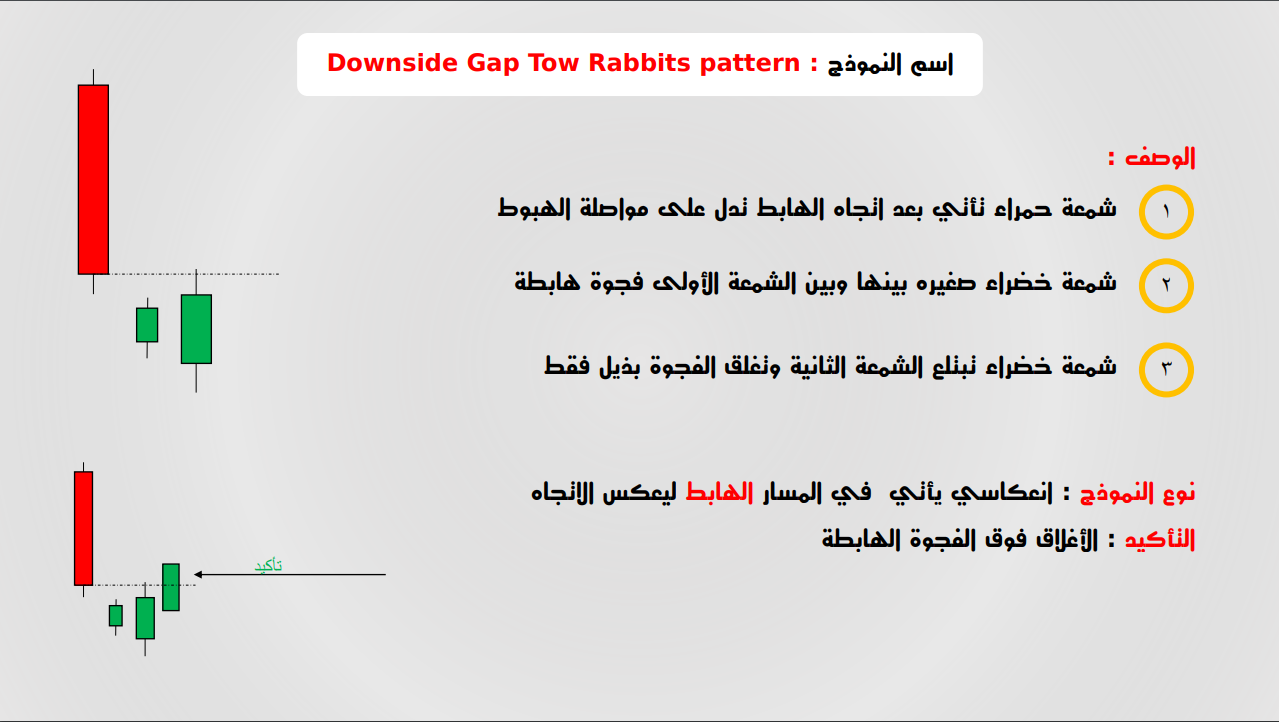 اسم النموذج : Downside Gap Tow Rabbits pattern
الوصف :
١ شمعة حمراء تأتي بعد اتجاه الهابط تدل على مواصلة الهبوط
٢ شمعة خضراء صغيره بينها وبين الشمعة الأولى فجوة هابطة
٣ شمعة خضراء تبتلع الشمعة الثانية وتغلق الفجوة بذيل فقط
نوع النموذج : انعكاسي يأتي في المسار الهابط ليعكس الاتجاه
التأكيد : الأغلاق فوق الفجوة الهابطة
تأكيد